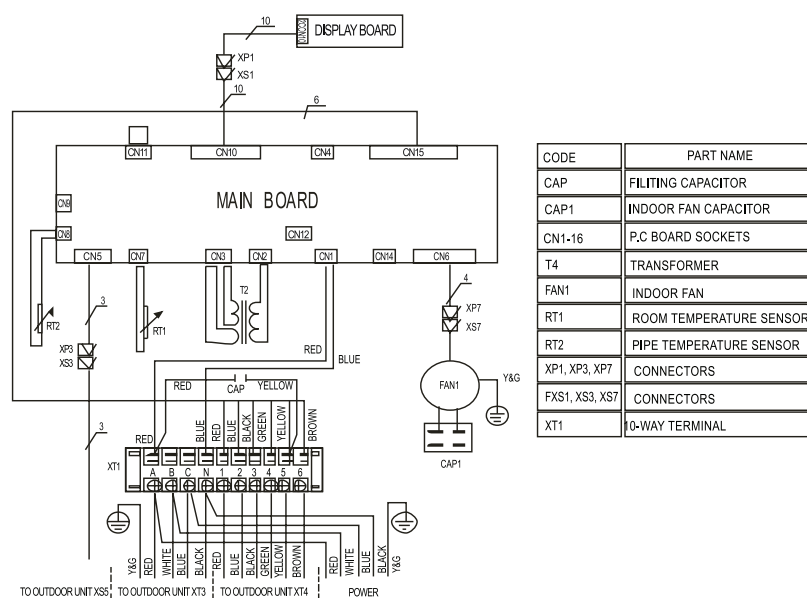 10
CONN20
DISPLAY BOARD
XP1
XS1
10
6
CN11
CN10
CN4
CN15
MAIN BOARD
CN9
CN8
CN12
CN5
CN7
CN3
CN2
CN1
CN14
CN6
3
RT2
RT1
T2
4
XP7
XS7
XP3
XS3
RED
BLUE
RED
CAP
YELLOW
FAN1
Y&G
3
RED
BLUE
RED
BLUE
BLACK
GREEN
YELLOW
BROWN
CAP1
XT1
A
B
C
N
1
2
3
4
5
6
Y&G
RED
WHITE
BLUE
BLACK
RED
BLUE
BLACK
GREEN
YELLOW
BROWN
RED
WHITE
BLUE
BLACK
Y&G
TO OUTDOOR UNIT XS5
TO OUTDOOR UNIT XT3
TO OUTDOOR UNIT XT4
POWER
CODE PART NAME
CAP FILITING CAPACITOR
CAP1 INDOOR FAN CAPACITOR
CN1-16 P.C BOARD SOCKETS
T4 TRANSFORMER
FAN1 INDOOR FAN
RT1 ROOM TEMPERATURE SENSOR
RT2 PIPE TEMPERATURE SENSOR
XP1, XP3, XP7 CONNECTORS
FXS1, XS3, XS7 CONNECTORS
XT1 10-WAY TERMINAL